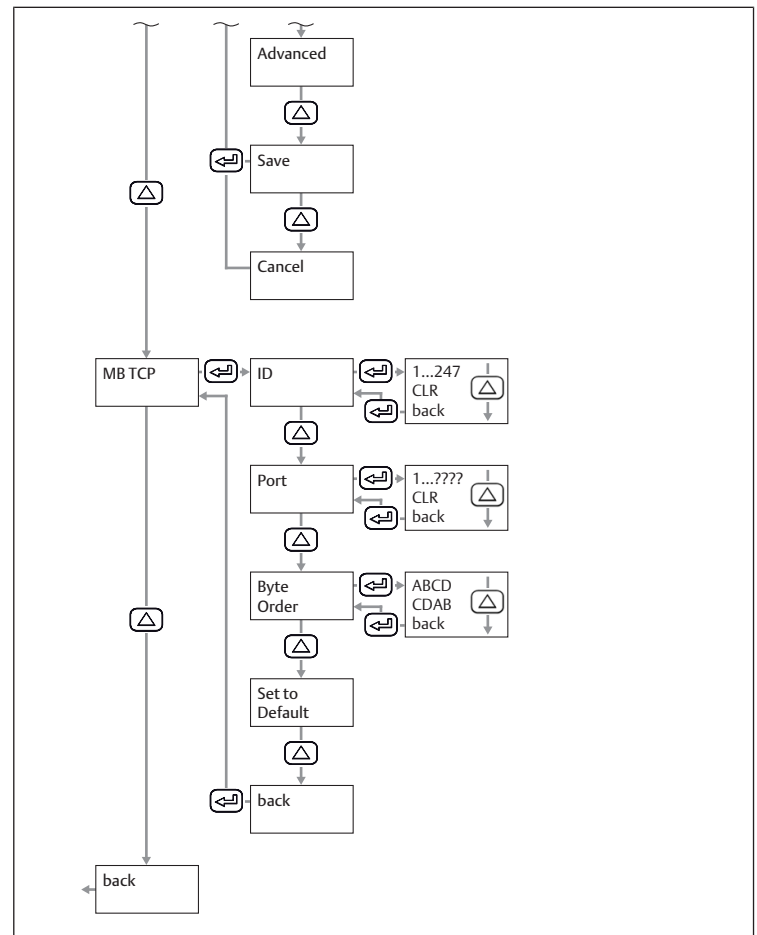 Advanced
Save
Cancel
MB TCP
ID
1...247
CLR
back
Port
1...????
CLR
back
Byte
Order
ABCD
CDAB
back
Set to
Default
back
back